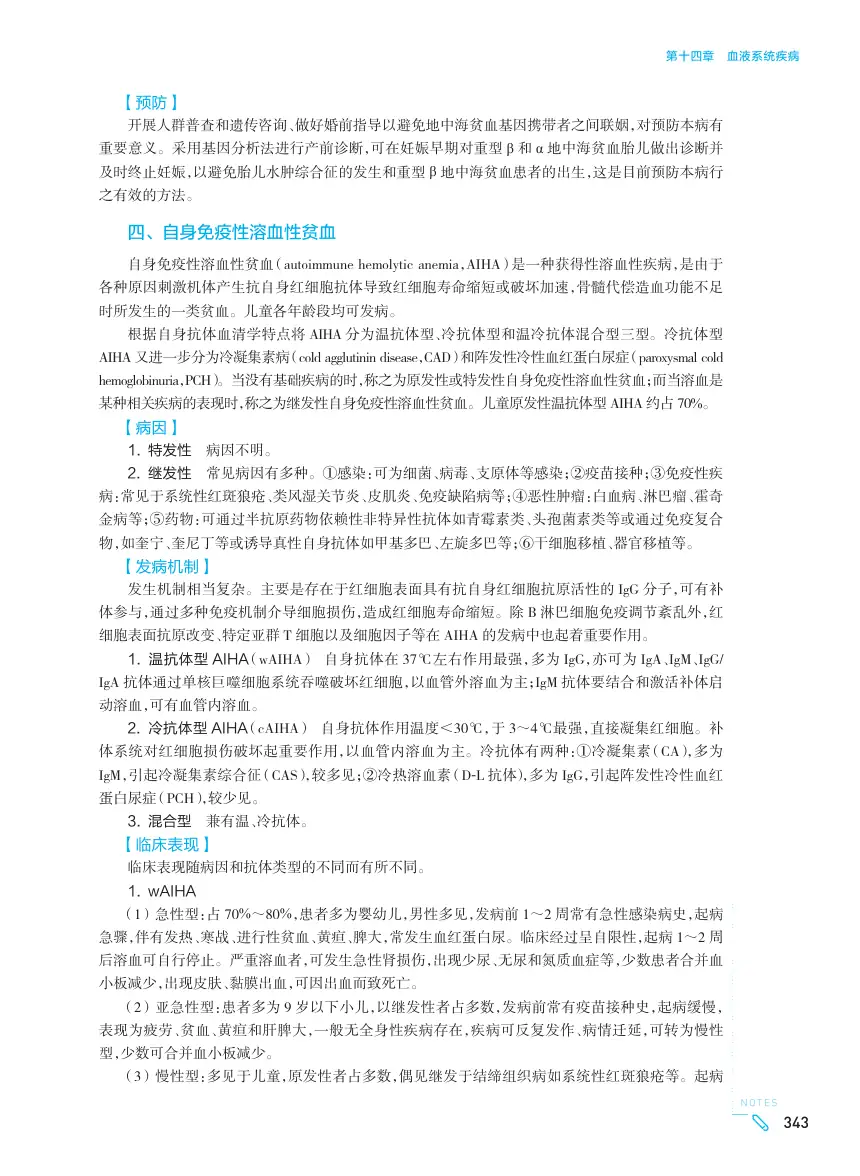 第十四章 血液系统疾病
【预防】
开展人群普查和遗传咨询、做好婚前指导以避免地中海贫血基因携带者之间联姻,对预防本病有
重要意义。采用基因分析法进行产前诊断,可在妊娠早期对重型 β 和 α 地中海贫血胎儿做出诊断并
及时终止妊娠,以避免胎儿水肿综合征的发生和重型 β 地中海贫血患者的出生,这是目前预防本病行
之有效的方法。
四、自身免疫性溶血性贫血
自身免疫性溶血性贫血(autoimmune hemolytic anemia,AIHA)是一种获得性溶血性疾病,是由于
各种原因刺激机体产生抗自身红细胞抗体导致红细胞寿命缩短或破坏加速,骨髓代偿造血功能不足
时所发生的一类贫血。儿童各年龄段均可发病。
根据自身抗体血清学特点将 AIHA 分为温抗体型、冷抗体型和温冷抗体混合型三型。冷抗体型
AIHA 又进一步分为冷凝集素病(cold agglutinin disease,CAD)和阵发性冷性血红蛋白尿症(paroxysmal cold
hemoglobinuria,PCH)。当没有基础疾病的时,称之为原发性或特发性自身免疫性溶血性贫血;而当溶血是
某种相关疾病的表现时,称之为继发性自身免疫性溶血性贫血。儿童原发性温抗体型 AIHA 约占 70%。
【病因】
1. 特发性 病因不明。
2. 继发性 常见病因有多种。①感染:可为细菌、病毒、支原体等感染;②疫苗接种;③免疫性疾
病:常见于系统性红斑狼疮、类风湿关节炎、皮肌炎、免疫缺陷病等;④恶性肿瘤:白血病、淋巴瘤、霍奇
金病等;⑤药物:可通过半抗原药物依赖性非特异性抗体如青霉素类、头孢菌素类等或通过免疫复合
物,如奎宁、奎尼丁等或诱导真性自身抗体如甲基多巴、左旋多巴等;⑥干细胞移植、器官移植等。
【发病机制】
发生机制相当复杂。主要是存在于红细胞表面具有抗自身红细胞抗原活性的 IgG 分子,可有补
体参与,通过多种免疫机制介导细胞损伤,造成红细胞寿命缩短。除 B 淋巴细胞免疫调节紊乱外,红
细胞表面抗原改变、特定亚群 T 细胞以及细胞因子等在 AIHA 的发病中也起着重要作用。
1. 温抗体型 AIHA(wAIHA) 自身抗体在 37℃左右作用最强,多为 IgG,亦可为 IgA、IgM、IgG/
IgA 抗体通过单核巨噬细胞系统吞噬破坏红细胞,以血管外溶血为主;IgM 抗体要结合和激活补体启
动溶血,可有血管内溶血。
2. 冷抗体型 AIHA(cAIHA) 自身抗体作用温度<30℃,于 3~4℃最强,直接凝集红细胞。补
体系统对红细胞损伤破坏起重要作用,以血管内溶血为主。冷抗体有两种:①冷凝集素(CA),多为
IgM,引起冷凝集素综合征(CAS),较多见;②冷热溶血素(D-L 抗体),多为 IgG,引起阵发性冷性血红
蛋白尿症(PCH),较少见。
3. 混合型 兼有温、冷抗体。
【临床表现】
临床表现随病因和抗体类型的不同而有所不同。
1. wAIHA
(1)急性型:占 70%~80%,患者多为婴幼儿,男性多见,发病前 1~2 周常有急性感染病史,起病
急骤,伴有发热、寒战、进行性贫血、黄疸、脾大,常发生血红蛋白尿。临床经过呈自限性,起病 1~2 周
后溶血可自行停止。严重溶血者,可发生急性肾损伤,出现少尿、无尿和氮质血症等,少数患者合并血
小板减少,出现皮肤、黏膜出血,可因出血而致死亡。
(2)亚急性型:患者多为 9 岁以下小儿,以继发性者占多数,发病前常有疫苗接种史,起病缓慢,
表现为疲劳、贫血、黄疸和肝脾大,一般无全身性疾病存在,疾病可反复发作、病情迁延,可转为慢性
型,少数可合并血小板减少。
(3)慢性型:多见于儿童,原发性者占多数,偶见继发于结缔组织病如系统性红斑狼疮等。起病
NOTES
343